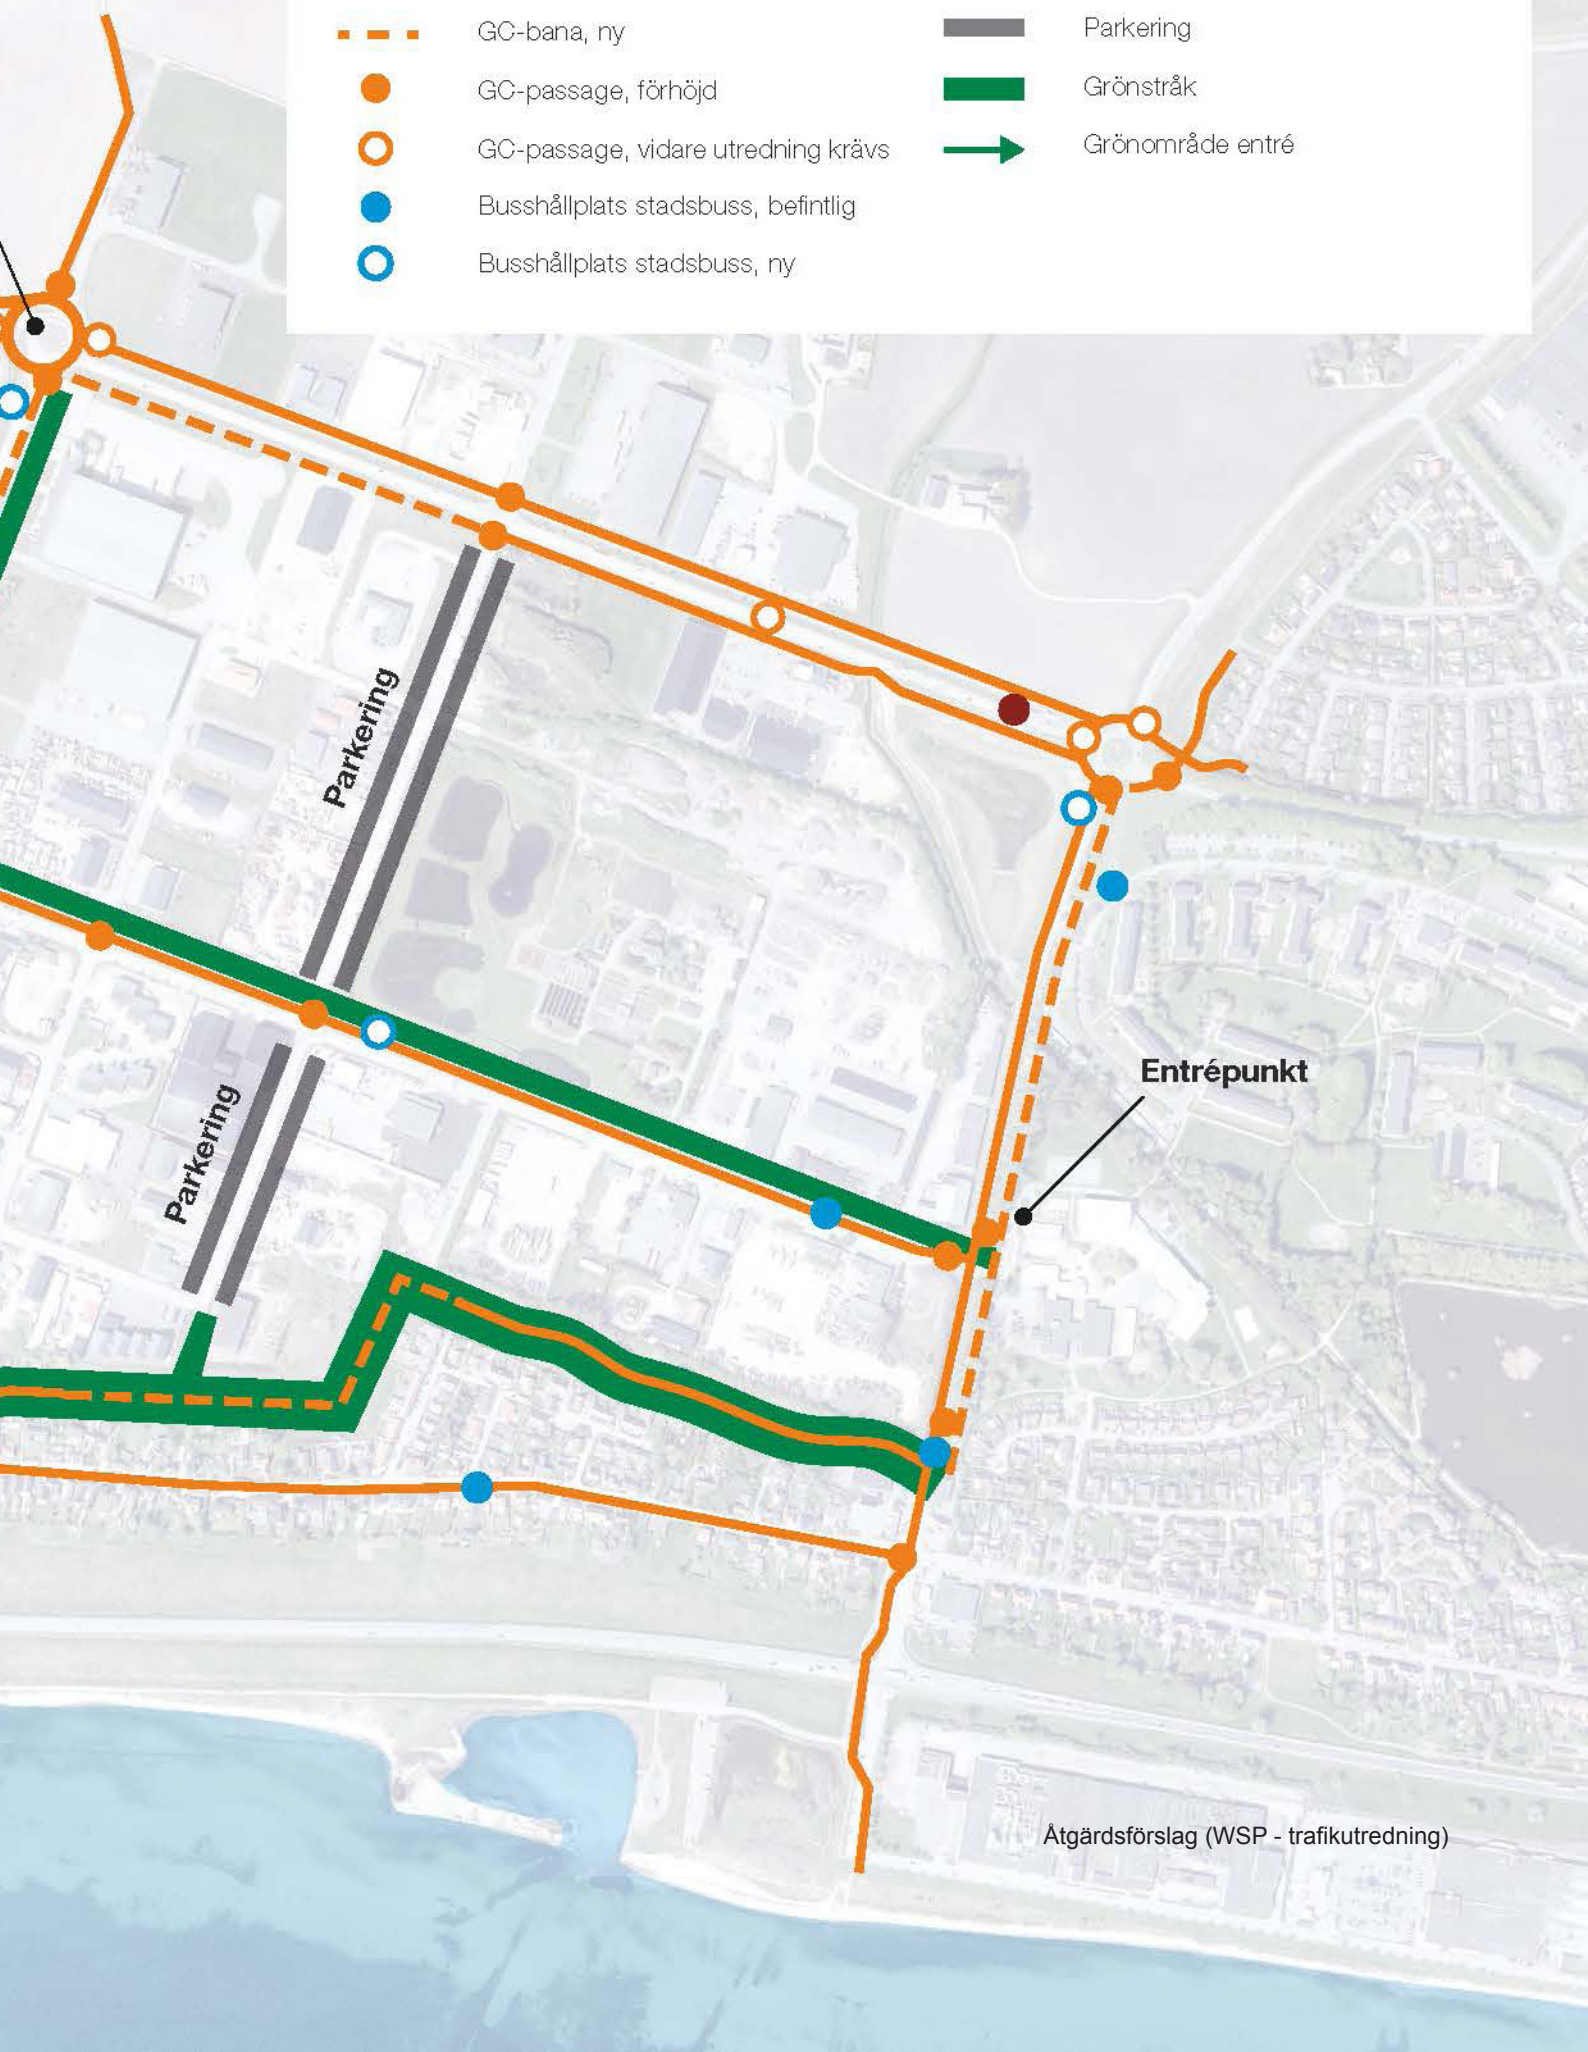 GC-bana, ny
GC-passage, förhöjd
GC-passage, vidare utredning krävs
Busshållplats stadsbuss, befintlig
Busshållplats stadsbuss, ny
Parkering
Grönstråk
Grönområde entré
Parkering
Parkering
Entrépunkt
Åtgärdsförslag (WSP - trafikutredning)